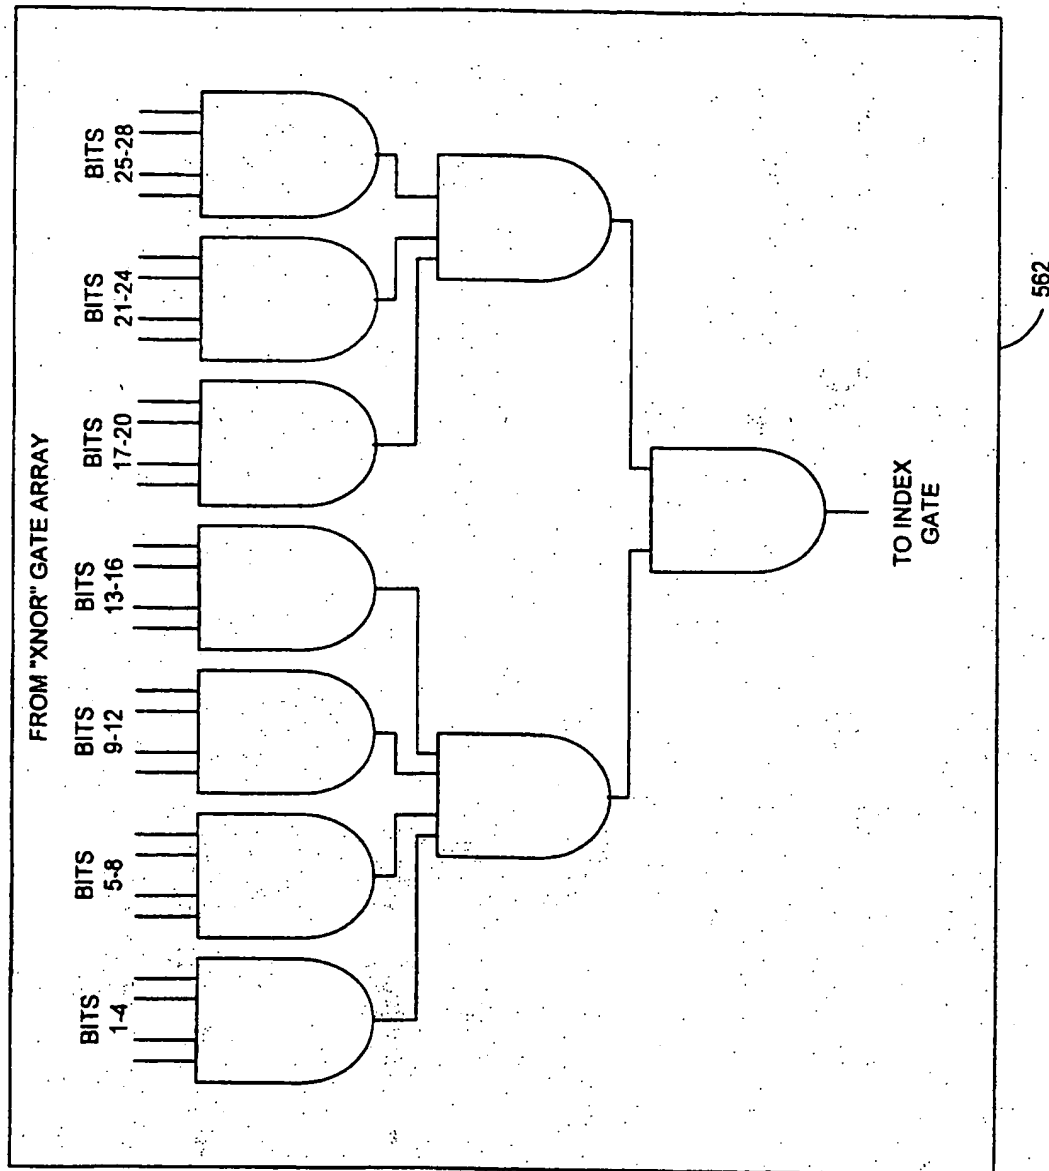 FROM "XNOR" GATE ARRAY
BITS
1-4
BITS
5-8
BITS
9-12
BITS
13-16
BITS
17-20
BITS
21-24
BITS
25-28
TO INDEX
GATE
562